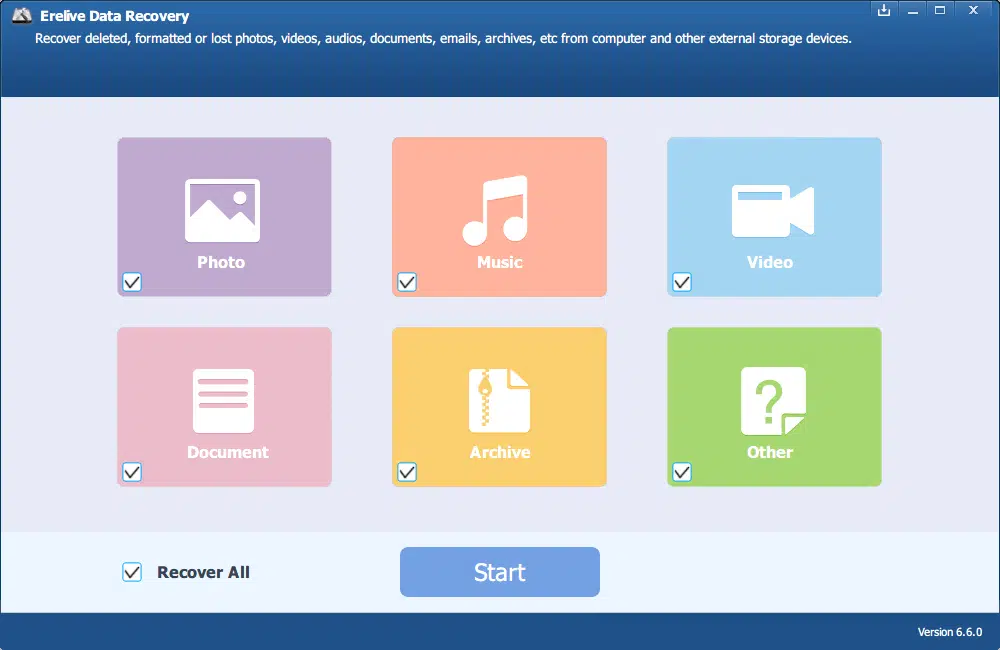 Erelive Data Recovery
Recover deleted, formatted or lost photos, videos, audios, documents, emails, archives, etc from computer and other external storage devices.
Photo
Music
Video
Document
Archive
Other
Recover All
Start
Version 6.6.0